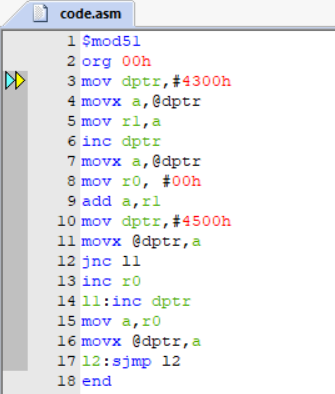 code.asm
1 $mod51
2 org 00h
3 mov dptr,#4300h
4 movx a,@dptr
5 mov r1,a
6 inc dptr
7 movx a,@dptr
8 mov r0, #00h
9 add a,r1
10 mov dptr,#4500h
11 movx @dptr,a
12 jnc l1
13 inc r0
14 l1:inc dptr
15 mov a,r0
16 movx @dptr,a
17 l2:sjmp l2
18 end